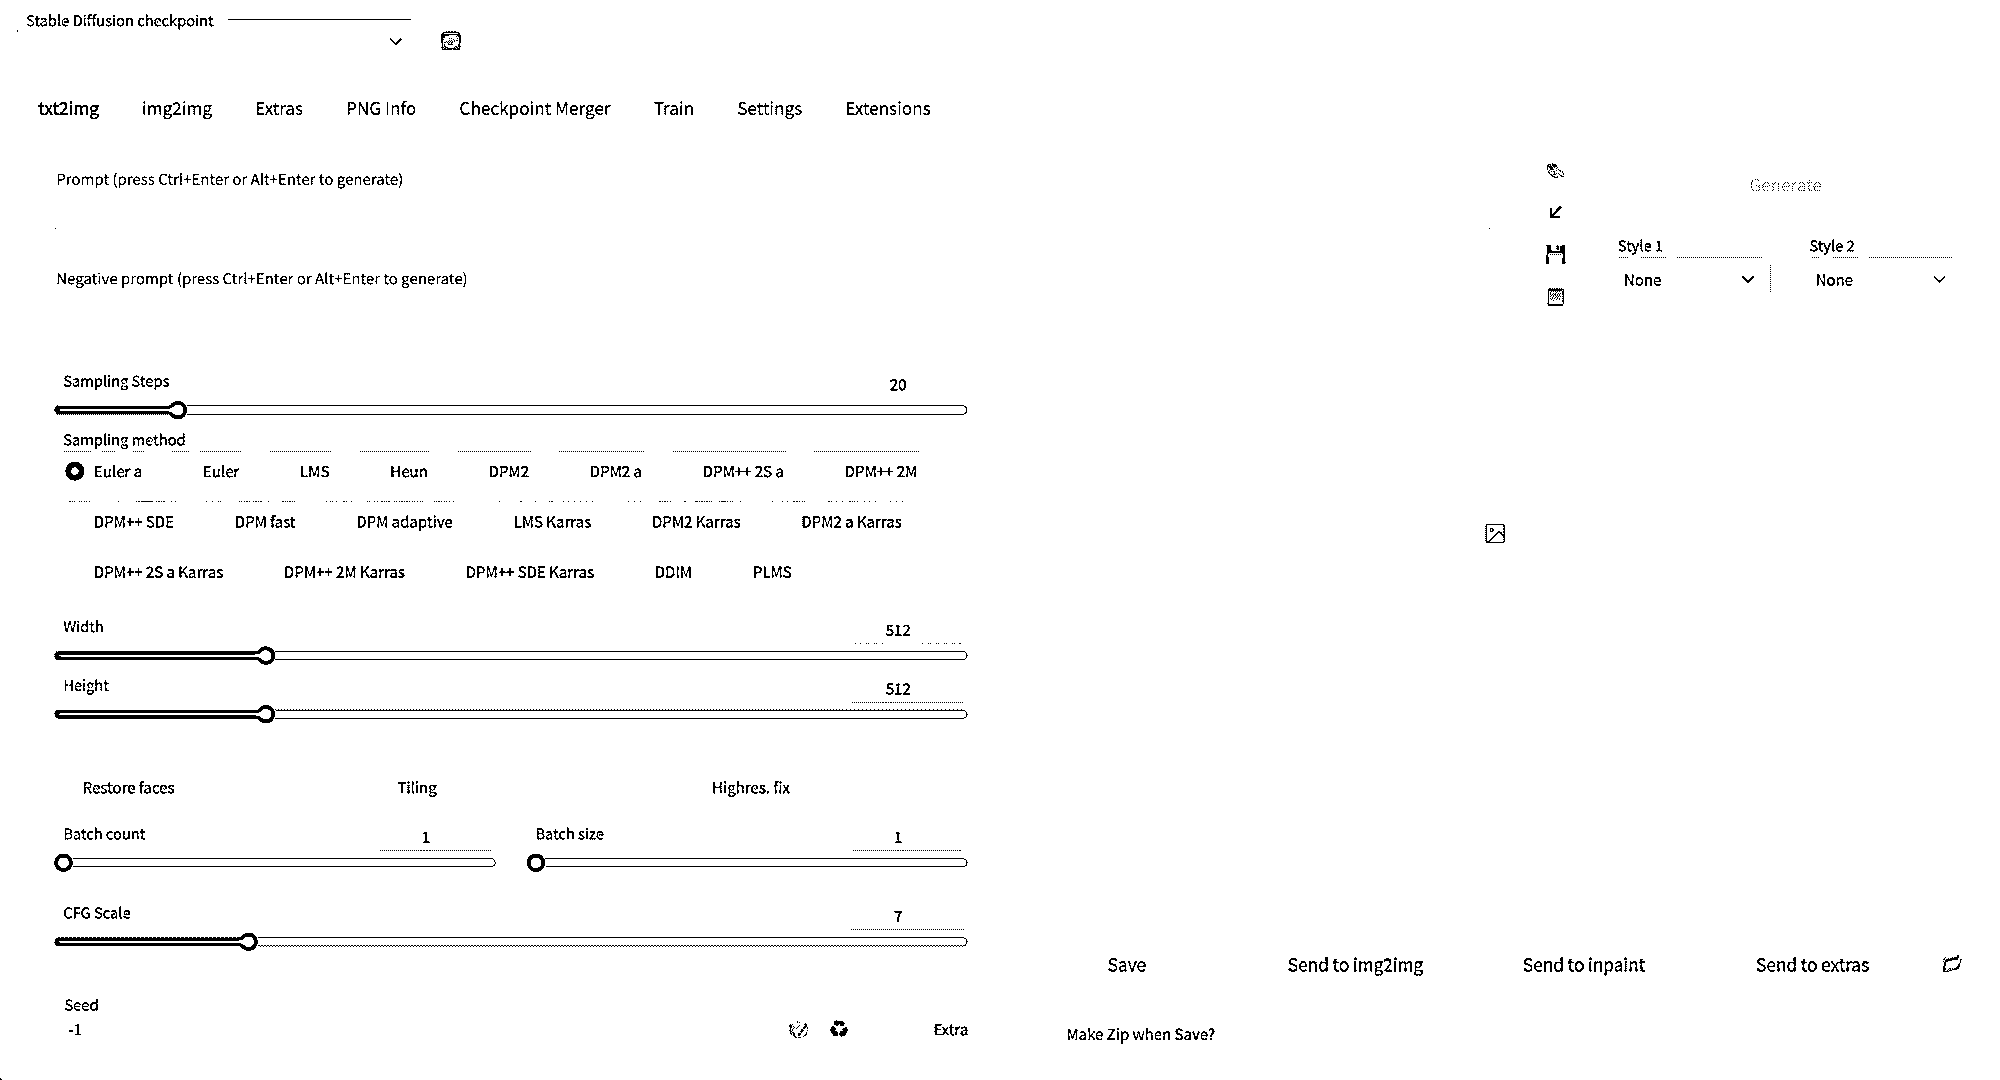 Stable Diffusion checkpoint
txt2img img2img Extras PNG Info Checkpoint Merger Train Settings Extensions
Prompt (press Ctrl+Enter or Alt+Enter to generate)
Generate
Negative prompt (press Ctrl+Enter or Alt+Enter to generate)
Style 1 Style 2
None None
Sampling Steps 20
Sampling method
Euler a Euler LMS Heun DPM2 DPM2 a DPM++ 2S a DPM++ 2M
DPM++ SDE DPM fast DPM adaptive LMS Karras DPM2 Karras DPM2 a Karras
DPM++ 2S a Karras DPM++ 2M Karras DPM++ SDE Karras DDIM PLMS
Width 512
Height 512
Restore faces Tiling Highres. fix
Batch count 1 Batch size 1
CFG Scale 7
Seed
-1 Extra
Save Send to img2img Send to inpaint Send to extras
Make Zip when Save?